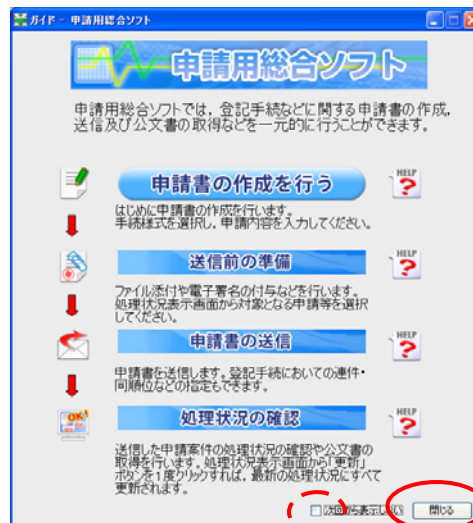 ガイド - 申請用総合ソフト
申請用総合ソフト
申請用総合ソフトでは，登記手続などに関する申請書の作成，
送信及び公文書の取得などを一元的に行うことができます。
申請書の作成を行う
HELP
?
はじめに申請書の作成を行います。
手続様式を選択し，申請内容を入力してください。
送信前の準備
HELP
?
ファイル添付や電子署名の付与などを行います。
処理状況表示画面から対象となる申請等を選択
してください。
申請書の送信
HELP
?
申請書を送信します。登記手続においての連件・
同順位などの指定もできます。
OK!
処理状況の確認
HELP
?
送信した申請案件の処理状況の確認や公文書の
取得を行います。処理状況表示画面から「更新」
ボタンを1度クリックすれば，最新の処理状況にすべて
更新されます。
次回から表示しない
閉じる